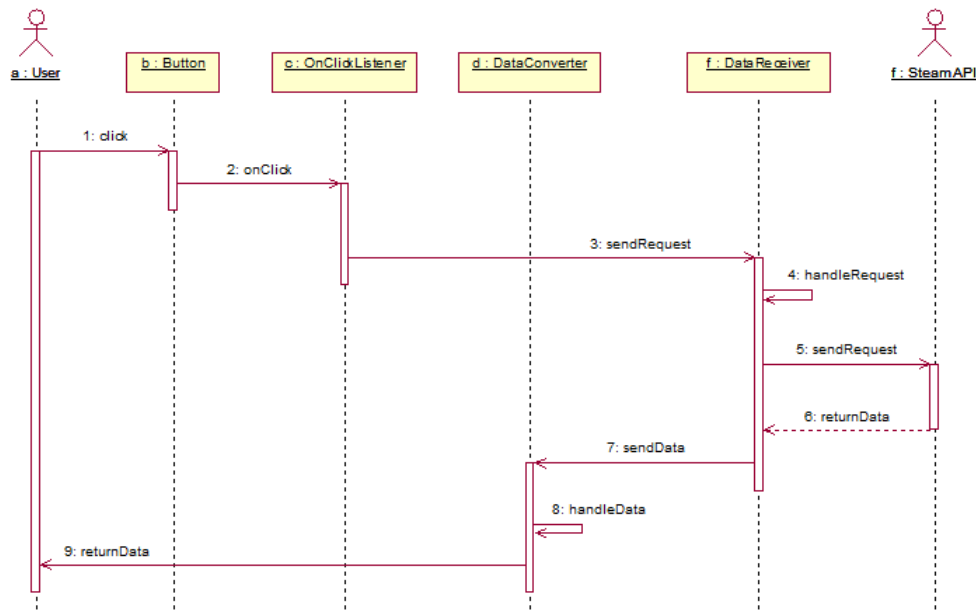 a : User
b : Button
c : OnClickListener
d : DataConverter
f : DataReceiver
f : SteamAPI
1: click
2: onClick
3: sendRequest
4: handleRequest
5: sendRequest
6: returnData
7: sendData
8: handleData
9: returnData